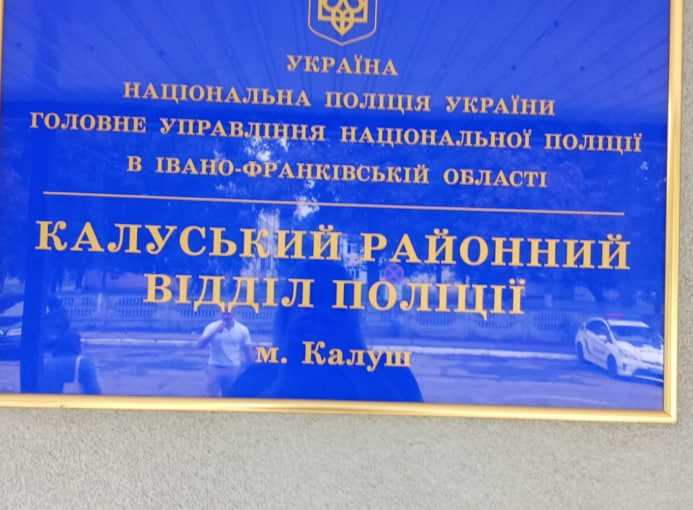 УКРАЇНА
НАЦІОНАЛЬНА ПОЛІЦІЯ УКРАЇНИ
ГОЛОВНЕ УПРАВЛІННЯ НАЦІОНАЛЬНОЇ ПОЛІЦІЇ
В ІВАНО-ФРАНКІВСЬКІЙ ОБЛАСТІ
КАЛУСЬКИЙ РАЙОННИЙ
ВІДДІЛ ПОЛІЦІЇ
м. Калуш